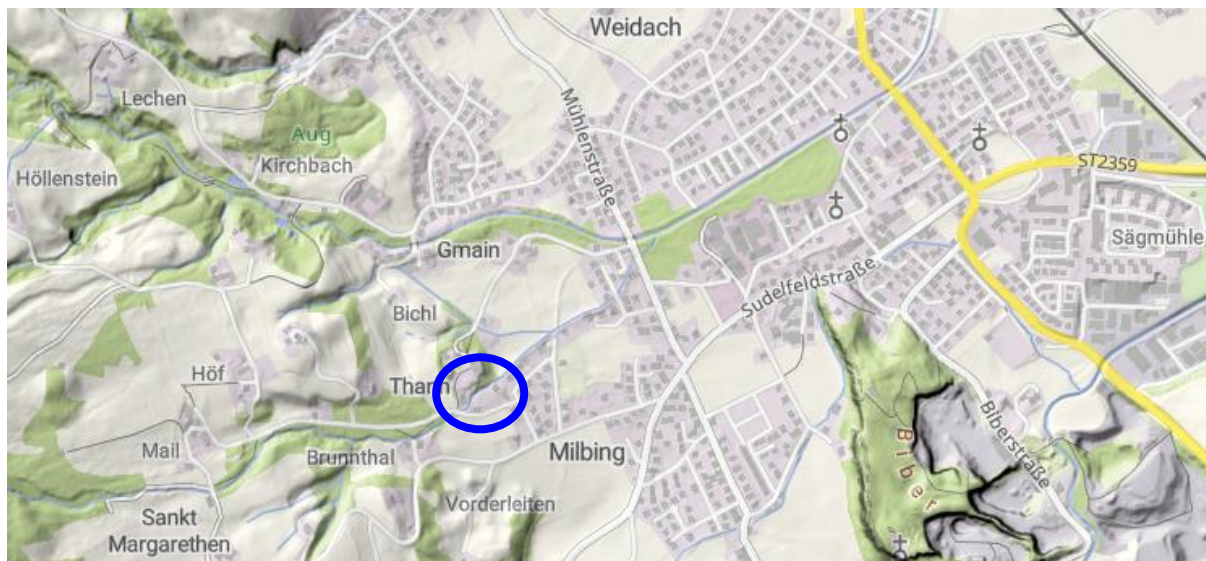 Weidach
Lechen
Mühlenstraße
Aug
Kirchbach
Höllenstein
ST2359
Gmain
Sägmühle
Sudelfeldstraße
Bichl
Thann
Höf
Biberstraße
Mail
Brunnthal
Milbing
Biber
Vorderleiten
Sankt
Margarethen